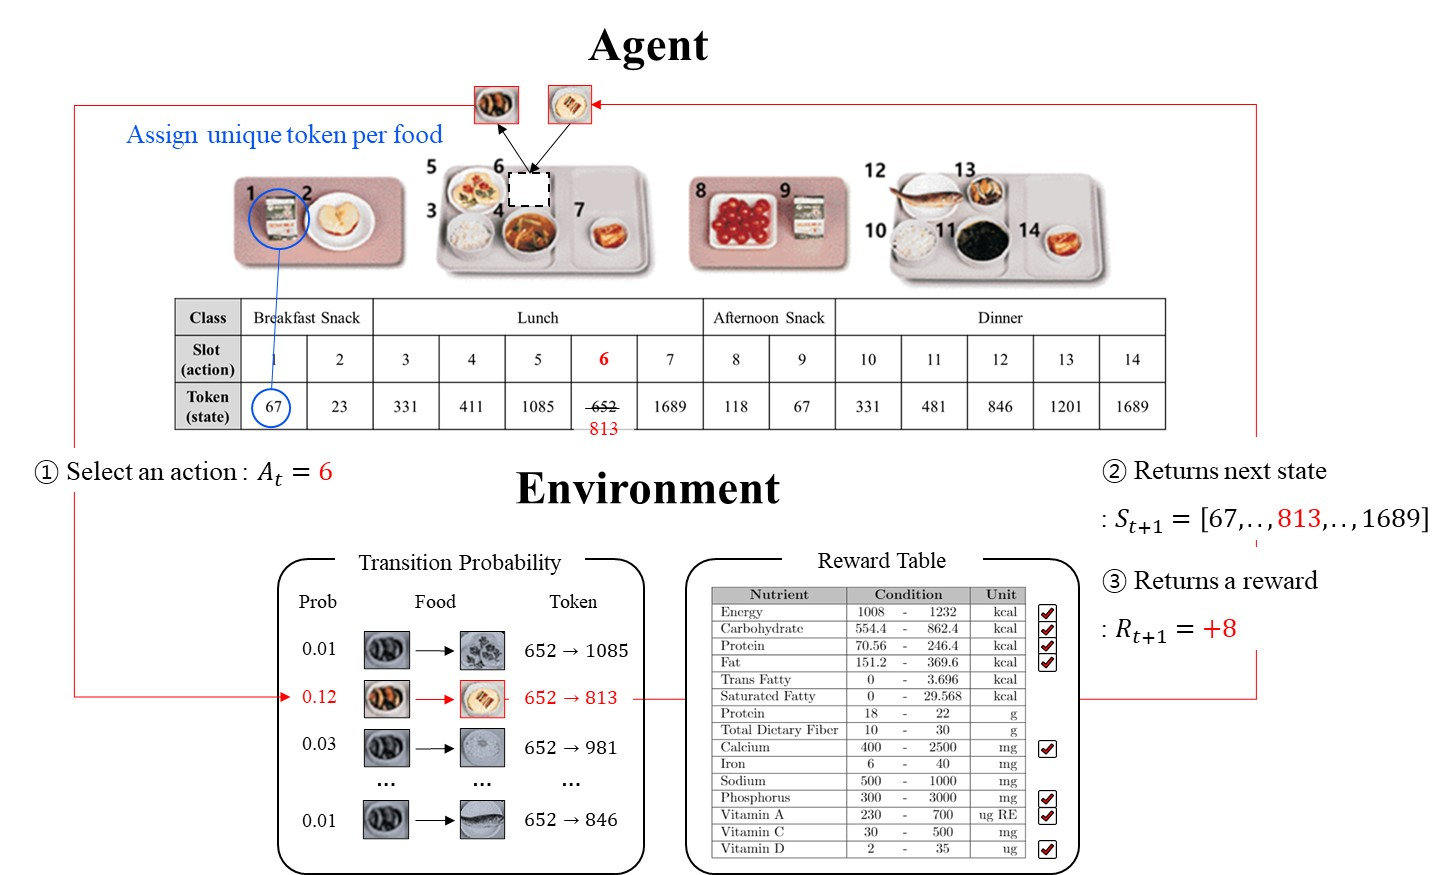 Agent
Assign unique token per food
1
2
5
6
3
4
7
8
9
12
13
10
11
14
Class Breakfast Snack Lunch Afternoon Snack Dinner
Slot (action) 1 2 3 4 5 6 7 8 9 10 11 12 13 14
Token (state) 67 23 331 411 1085 652 1689 118 67 331 481 846 1201 1689
813
① Select an action : A_t = 6
Environment
② Returns next state
: S_{t+1} = [67,..,813,..,1689]
③ Returns a reward
: R_{t+1} = +8
Transition Probability
Prob Food Token
0.01 652 → 1085
0.12 652 → 813
0.03 652 → 981
... ... ...
0.01 652 → 846
Reward Table
Nutrient Condition Unit
Energy 1008 - 1232 kcal
Carbohydrate 554.4 - 862.4 kcal
Protein 70.56 - 246.4 kcal
Fat 151.2 - 369.6 kcal
Trans Fatty 0 - 3.696 kcal
Saturated Fatty 0 - 29.568 kcal
Protein 18 - 22 g
Total Dietary Fiber 10 - 30 g
Calcium 400 - 2500 mg
Iron 6 - 40 mg
Sodium 500 - 1000 mg
Phosphorus 300 - 3000 mg
Vitamin A 230 - 700 ug RE
Vitamin C 30 - 500 mg
Vitamin D 2 - 35 ug